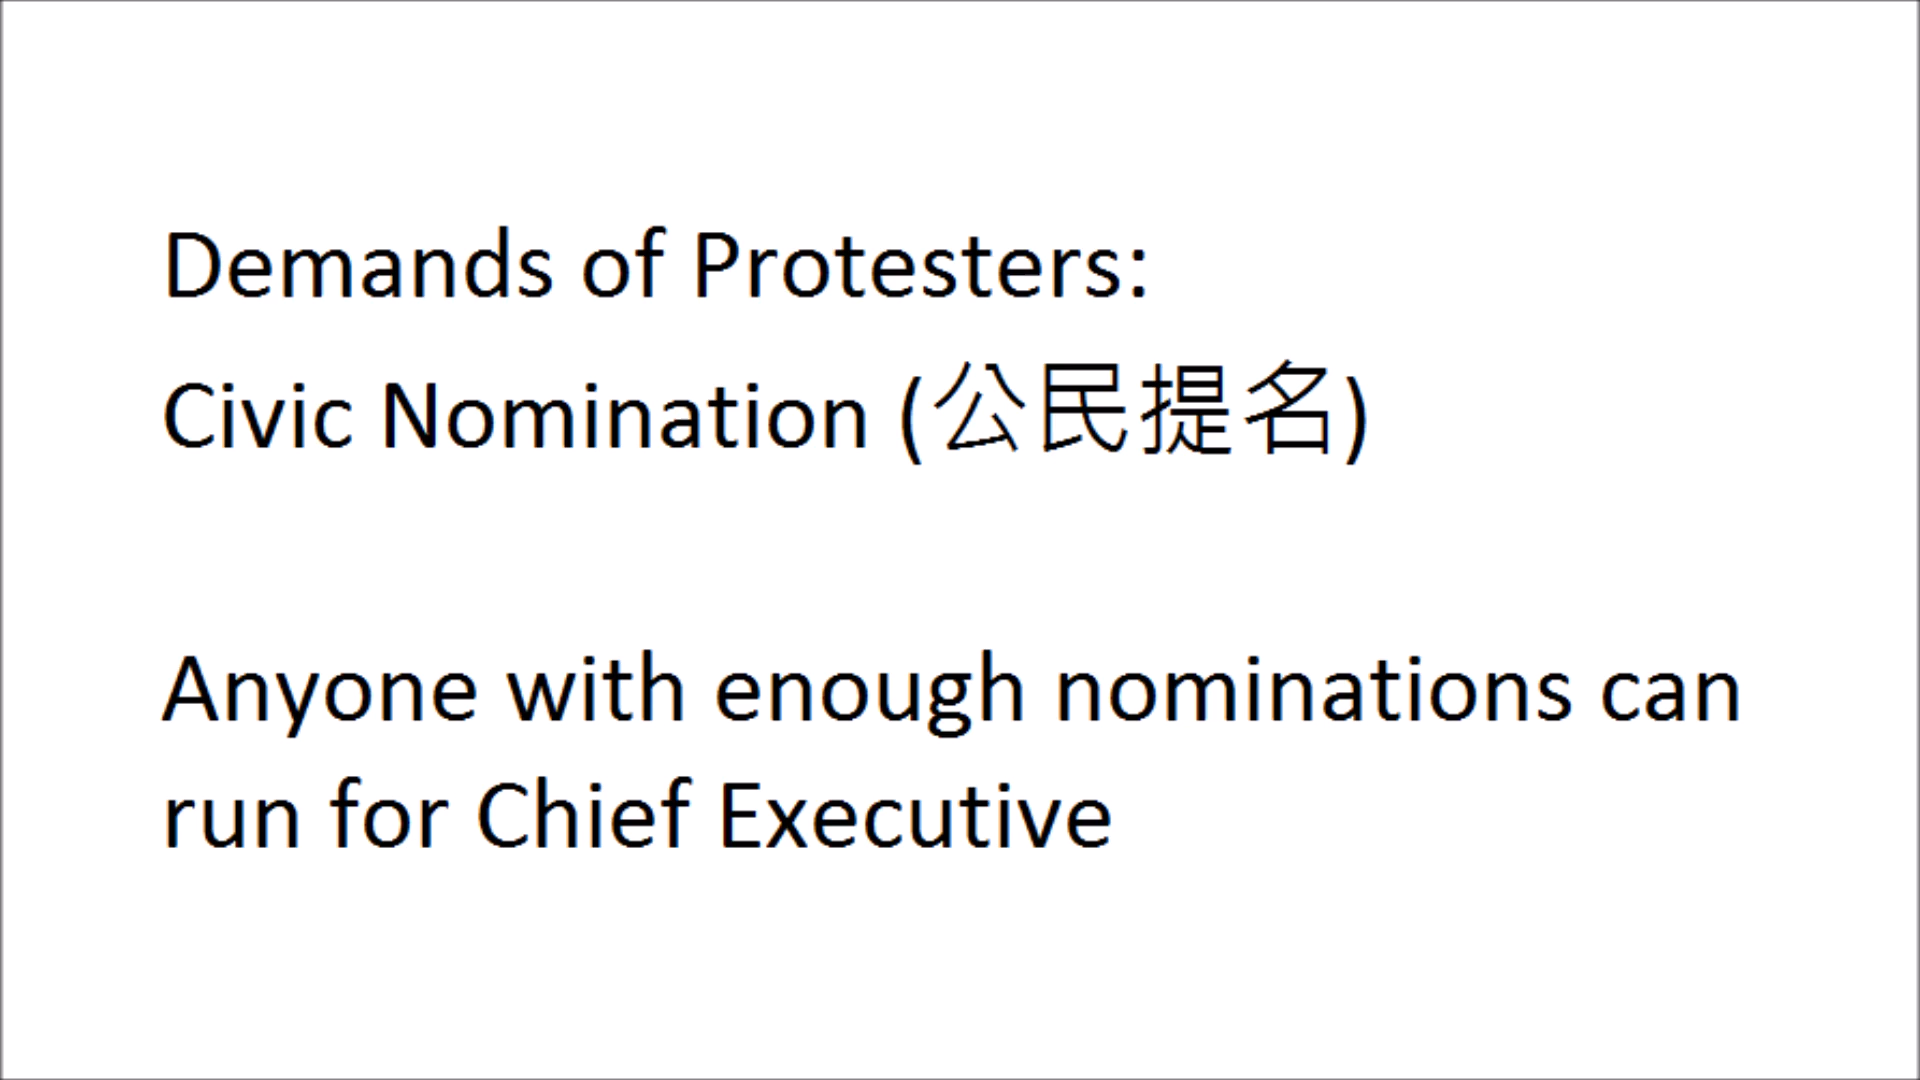 Demands of Protesters:
Civic Nomination (公民提名)
Anyone with enough nominations can
run for Chief Executive